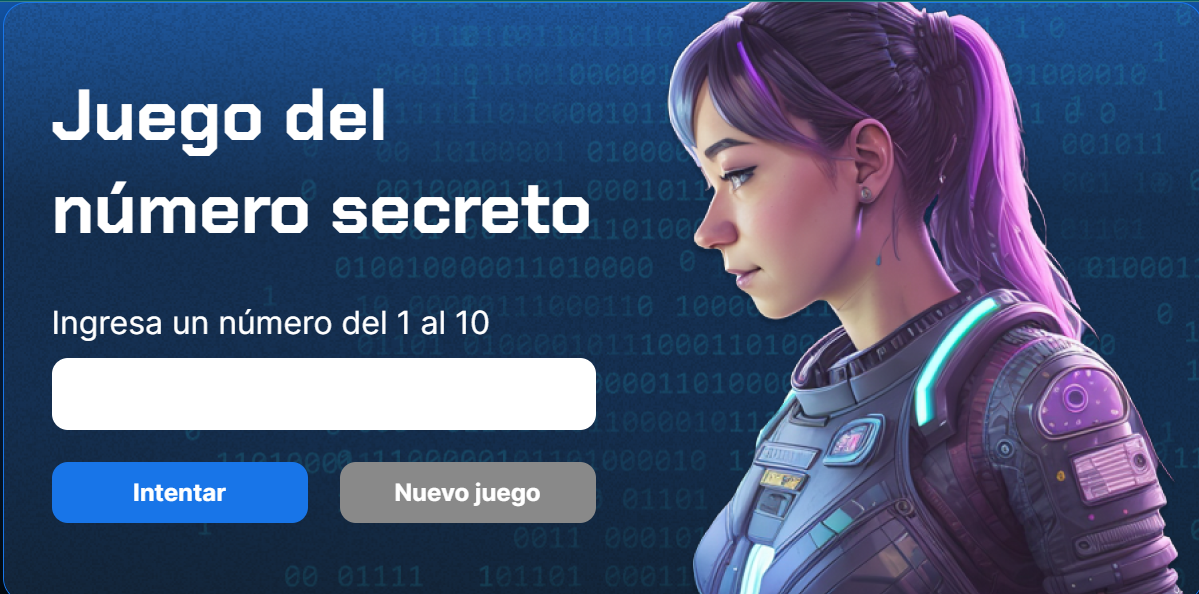 Juego del
número secreto
Ingresa un número del 1 al 10
Intentar
Nuevo juego